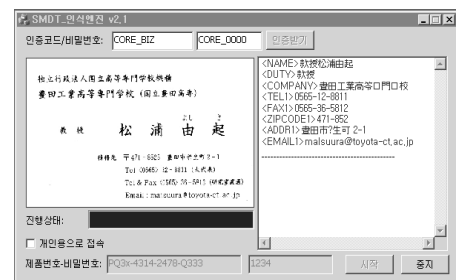 SMDT_인식엔진 v2.1
인증코드/비밀번호: CORE_BIZ CORE_0000 인증받기
独立行政法人国立高等専門学校機構
豊田工業高等専門学校（国立豊田高専）
よし き
教授 松浦 由起
連絡先 〒471-8525 豊田市栄生町2-1
Tel (0565) 32-8811 (代表)
Tel & Fax (0565) 36-5812
Email: matsuura@toyota-ct.ac.jp
<NAME>敎授松浦由起
<DUTY>敎授
<COMPANY>豊田工業高等口門口校
<TEL1>0565-12-8811
<FAX1>0565-36-5812
<ZIPCODE1>471-852
<ADDR1>豊田市?生可 2-1
<EMAIL1>malsuura@toyota-ct,ac,jp
진행상태:
개인용으로 접속
제품번호-비밀번호: PQ3x-4314-2478-Q333 1234 시작 중지